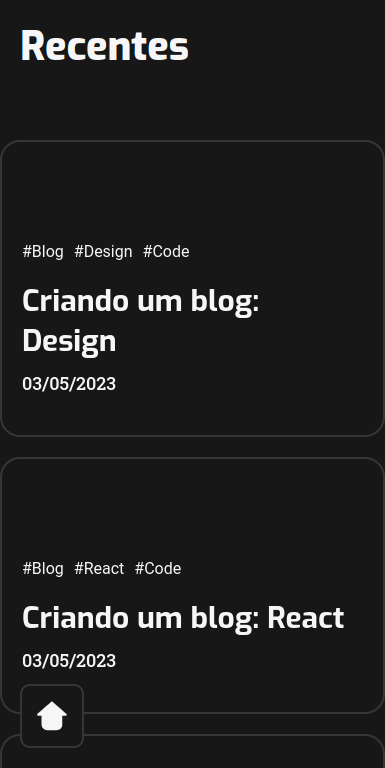 Recentes
#Blog #Design #Code
Criando um blog:
Design
03/05/2023
#Blog #React #Code
Criando um blog: React
03/05/2023